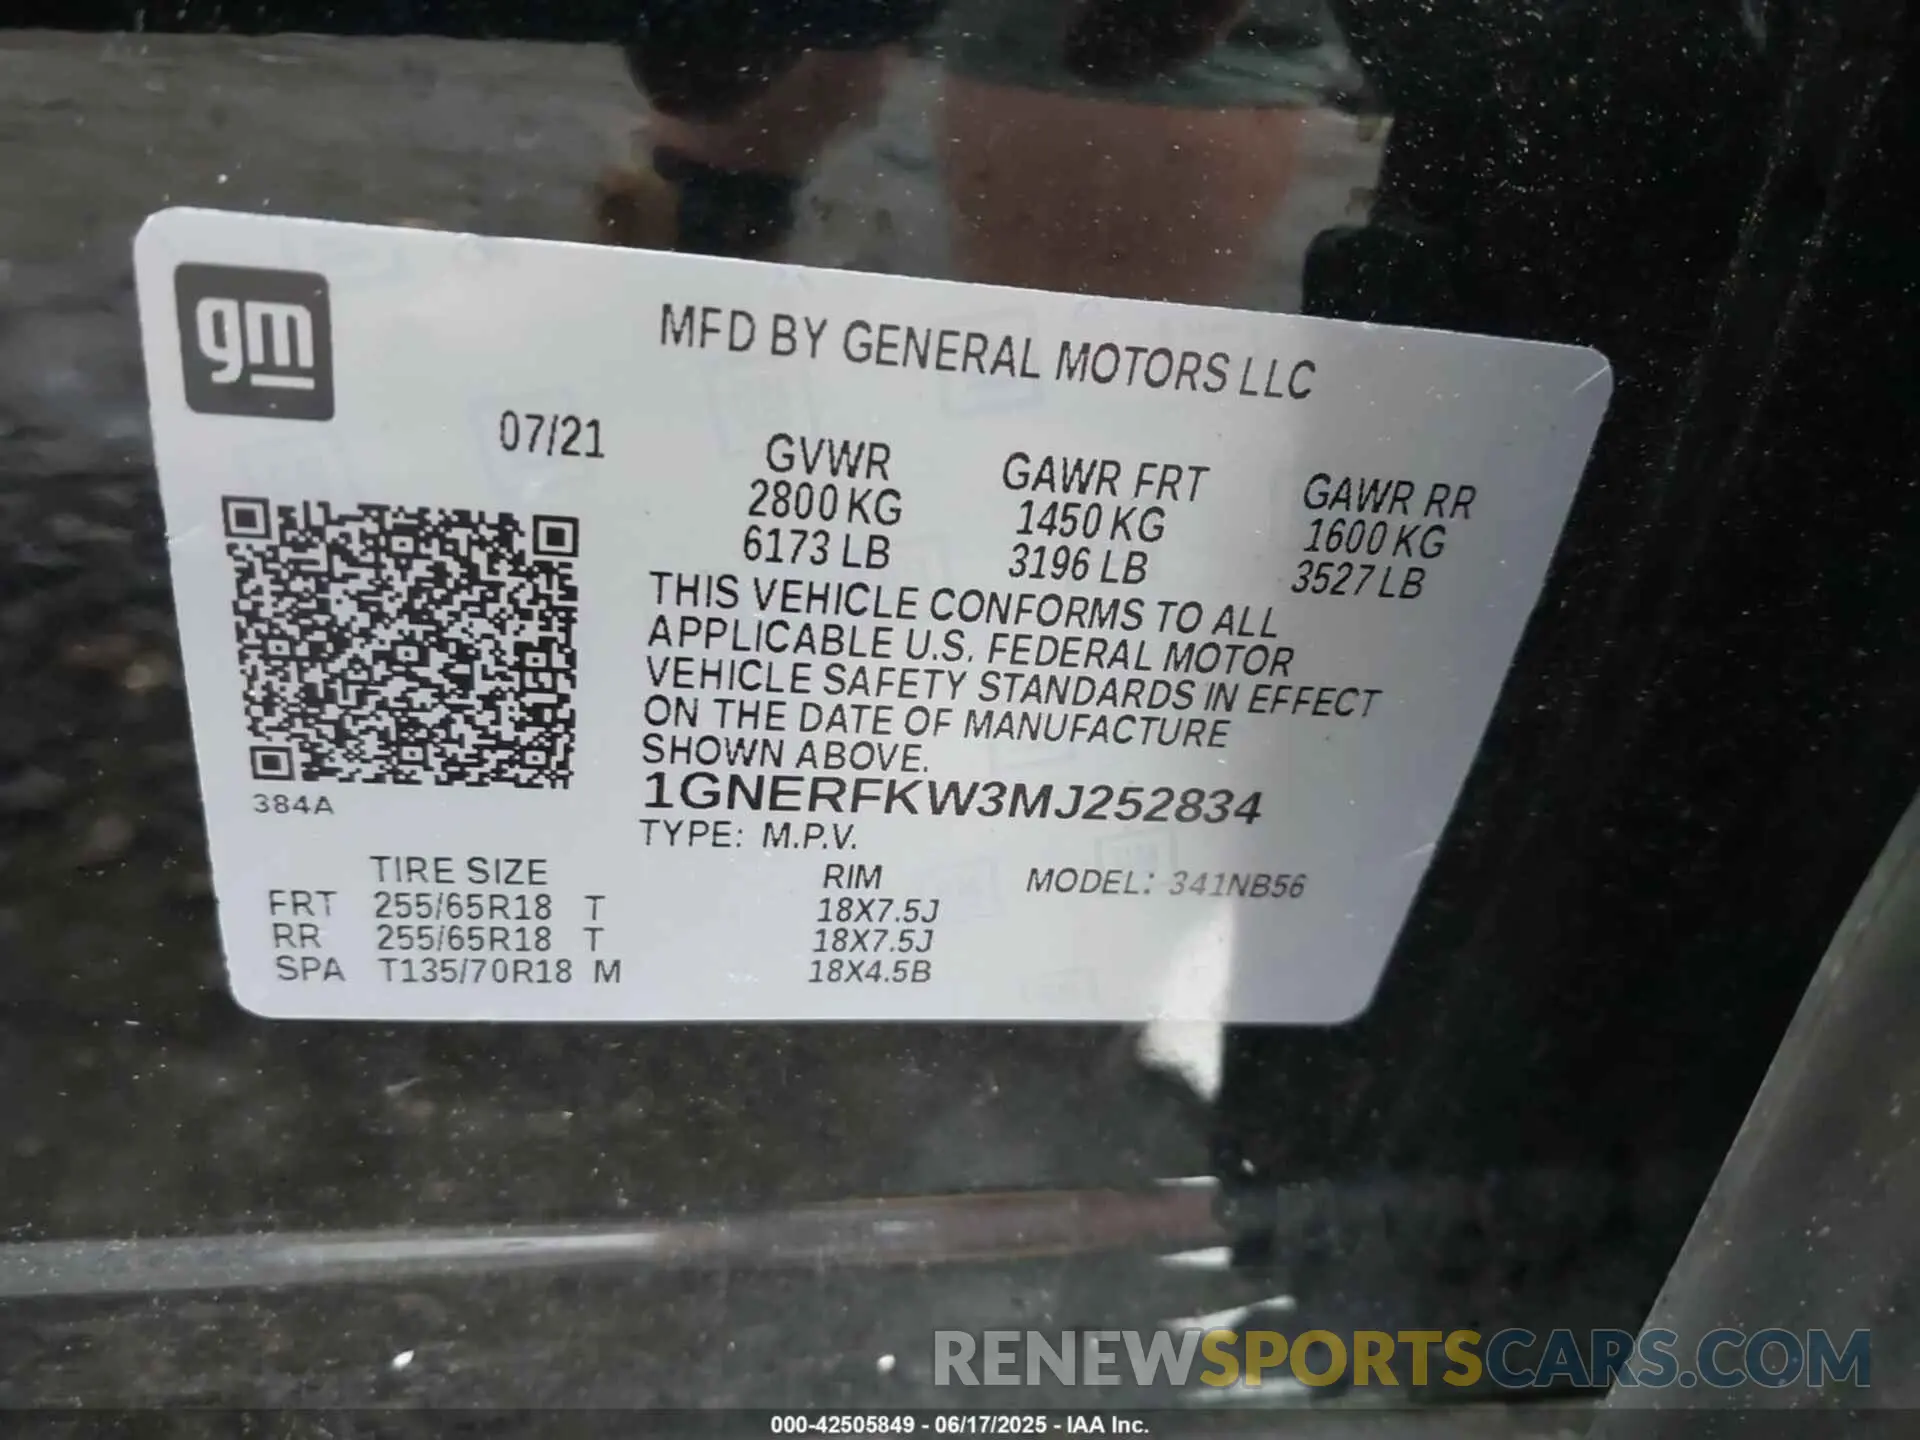 gm
MFD BY GENERAL MOTORS LLC
07/21
GVWR GAWR FRT GAWR RR
2800 KG 1450 KG 1600 KG
6173 LB 3196 LB 3527 LB
THIS VEHICLE CONFORMS TO ALL
APPLICABLE U.S. FEDERAL MOTOR
VEHICLE SAFETY STANDARDS IN EFFECT
ON THE DATE OF MANUFACTURE
SHOWN ABOVE.
384A
1GNERFKW3MJ252834
TYPE: M.P.V.
TIRE SIZE RIM MODEL: 341NB56
FRT 255/65R18 T 18X7.5J
RR 255/65R18 T 18X7.5J
SPA T135/70R18 M 18X4.5B
RENEWSPORTSCARS.COM
000-42505849 - 06/17/2025 - IAA Inc.